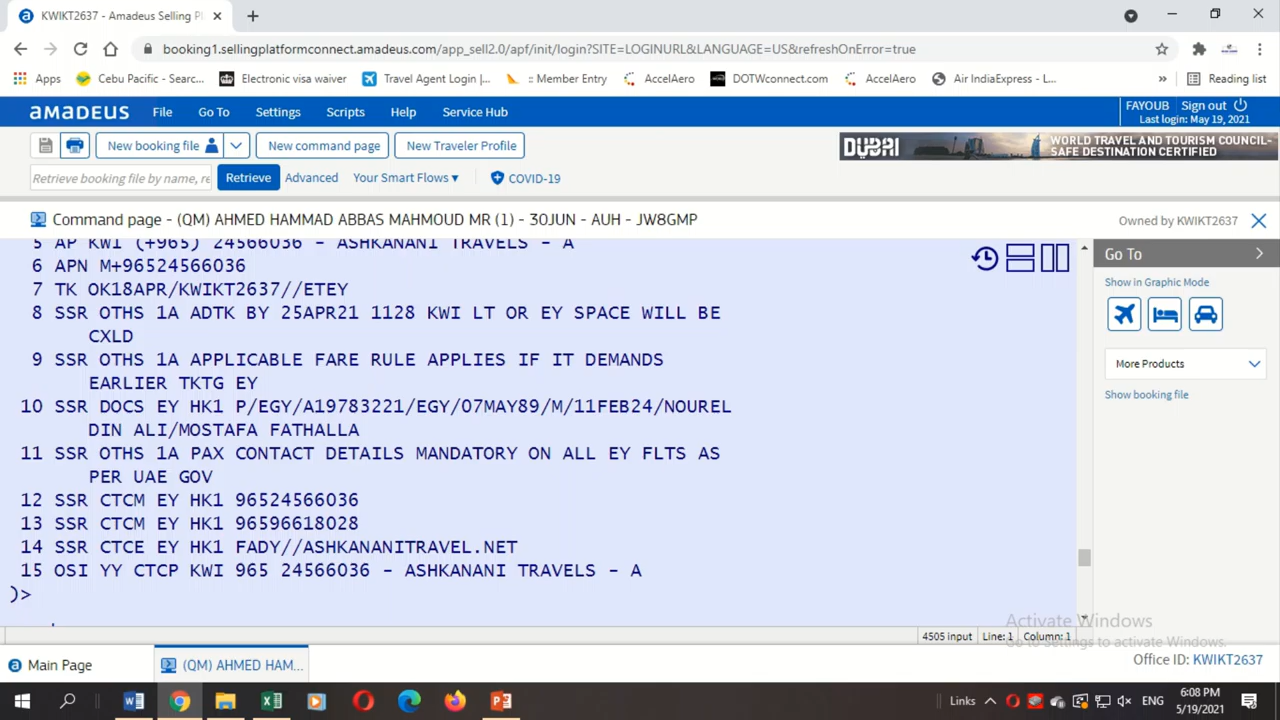 KWIKT2637 - Amadeus Selling Pl
booking1.sellingplatformconnect.amadeus.com/app_sell2.0/apf/init/login?SITE=LOGINURL&LANGUAGE=US&refreshOnError=true
Apps Cebu Pacific - Searc... Electronic visa waiver Travel Agent Login |... :: Member Entry AccelAero DOTWconnect.com AccelAero Air IndiaExpress - L... » Reading list
amadeus File Go To Settings Scripts Help Service Hub FAYOUB Sign out
Last login: May 19, 2021
New booking file New command page New Traveler Profile
DUBAI WORLD TRAVEL AND TOURISM COUNCIL-
SAFE DESTINATION CERTIFIED
Retrieve booking file by name, re Retrieve Advanced Your Smart Flows COVID-19
Command page - (QM) AHMED HAMMAD ABBAS MAHMOUD MR (1) - 30JUN - AUH - JW8GMP Owned by KWIKT2637
5 AP KWI (+965) 24566036 - ASHKANANI TRAVELS - A
6 APN M+96524566036
7 TK OK18APR/KWIKT2637//ETEY
8 SSR OTHS 1A ADTK BY 25APR21 1128 KWI LT OR EY SPACE WILL BE
CXLD
9 SSR OTHS 1A APPLICABLE FARE RULE APPLIES IF IT DEMANDS
EARLIER TKTG EY
10 SSR DOCS EY HK1 P/EGY/A19783221/EGY/07MAY89/M/11FEB24/NOUREL
DIN ALI/MOSTAFA FATHALLA
11 SSR OTHS 1A PAX CONTACT DETAILS MANDATORY ON ALL EY FLTS AS
PER UAE GOV
12 SSR CTCM EY HK1 96524566036
13 SSR CTCM EY HK1 96596618028
14 SSR CTCE EY HK1 FADY//ASHKANANITRAVEL.NET
15 OSI YY CTCP KWI 965 24566036 - ASHKANANI TRAVELS - A
)>
Go To
Show in Graphic Mode
More Products
Show booking file
Activate Windows
Go to Settings to activate Windows.
4505 input Line: 1 Column: 1
Main Page (QM) AHMED HAM... Office ID: KWIKT2637
Links ENG 6:08 PM
5/19/2021